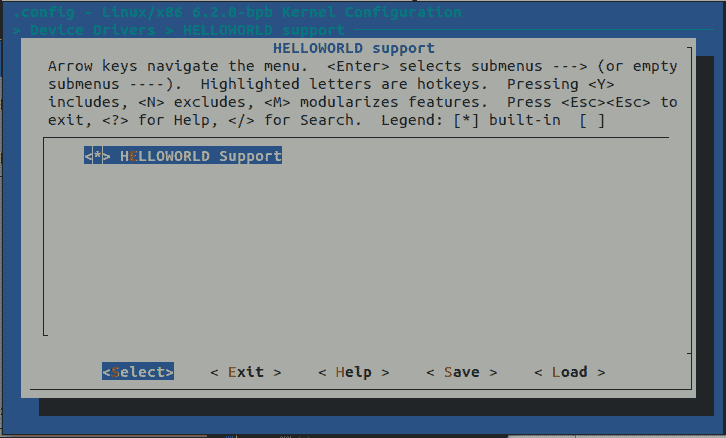 .config - Linux/x86 6.2.0-bpb Kernel Configuration
> Device Drivers > HELLOWORLD support
HELLOWORLD support
Arrow keys navigate the menu.  <Enter> selects submenus ---> (or empty
submenus ----).  Highlighted letters are hotkeys.  Pressing <Y>
includes, <N> excludes, <M> modularizes features.  Press <Esc><Esc> to
exit, <?> for Help, </> for Search.  Legend: [*] built-in  [ ]
<*> HELLOWORLD Support
<Select>    < Exit >    < Help >    < Save >    < Load >